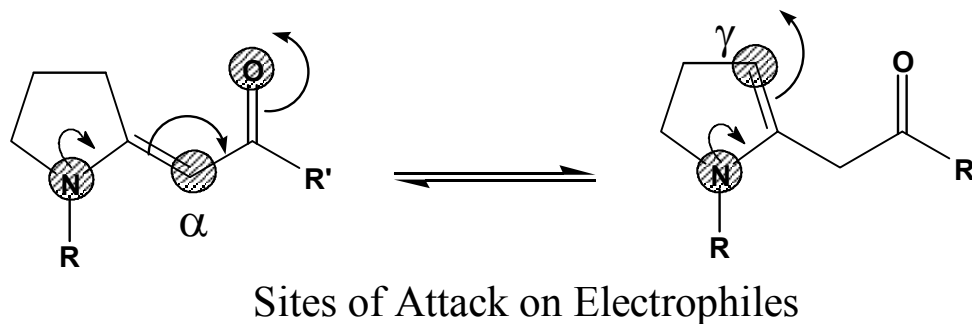 γ
O O
R'
N N R
α
R R
Sites of Attack on Electrophiles